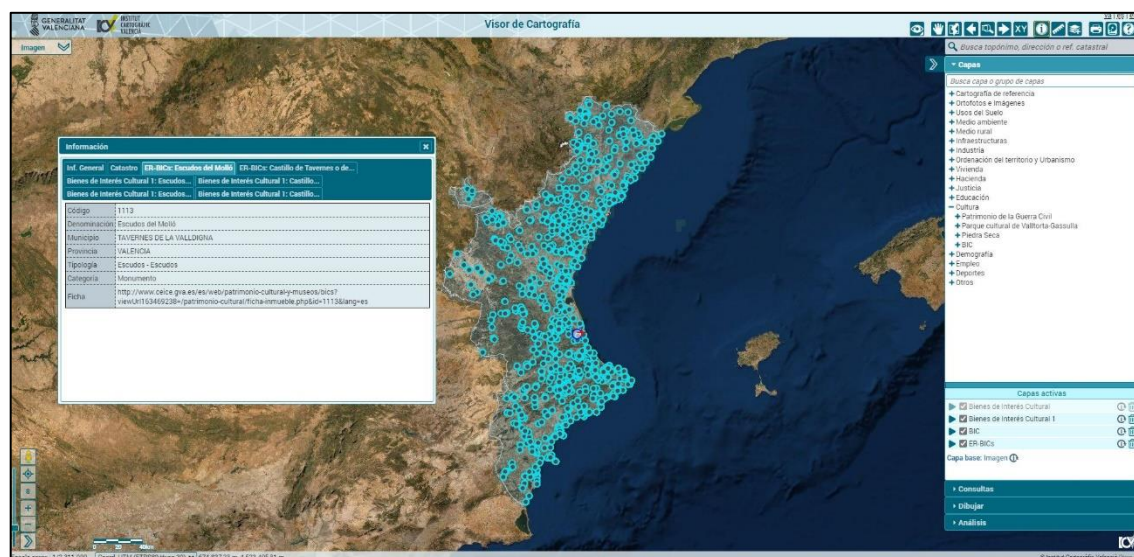 GENERALITAT
VALENCIANA
INSTITUT
CARTOGRÀFIC
VALENCIÀ
Visor de Cartografía
XY
Imagen
Busca topónimo, dirección o ref. catastral
Capas
Busca capa o grupo de capas
Cartografía de referencia
Ortofotos e Imágenes
Usos del Suelo
Medio ambiente
Medio rural
Infraestructuras
Industria
Ordenación del territorio y Urbanismo
Vivienda
Hacienda
Justicia
Educación
Cultura
Patrimonio de la Guerra Civil
Parque cultural de Valltorta-Gassulla
Piedra Seca
BIC
Demografía
Empleo
Deportes
Otros
Información
Inf. General Catastro ER-BICs: Escudos del Molló ER-BICs: Castillo de Tavernes o de...
Bienes de Interés Cultural 1: Escudos... Bienes de Interés Cultural 1: Castillo...
Bienes de Interés Cultural 1: Escudos... Bienes de Interés Cultural 1: Castillo...
Código 1113
Denominación Escudos del Molló
Municipio TAVERNES DE LA VALLDIGNA
Provincia VALENCIA
Tipología Escudos - Escudos
Categoría Monumento
Ficha http://www.ceice.gva.es/es/web/patrimonio-cultural-y-museos/bics?
viewUrl153469238=/patrimonio-cultural/ficha-inmueble.php&id=1113&lang=es
Capas activas
Bienes de Interés Cultural
Bienes de Interés Cultural 1
BIC
ER-BICs
Capa base: Imagen
Consultas
Dibujar
Análisis